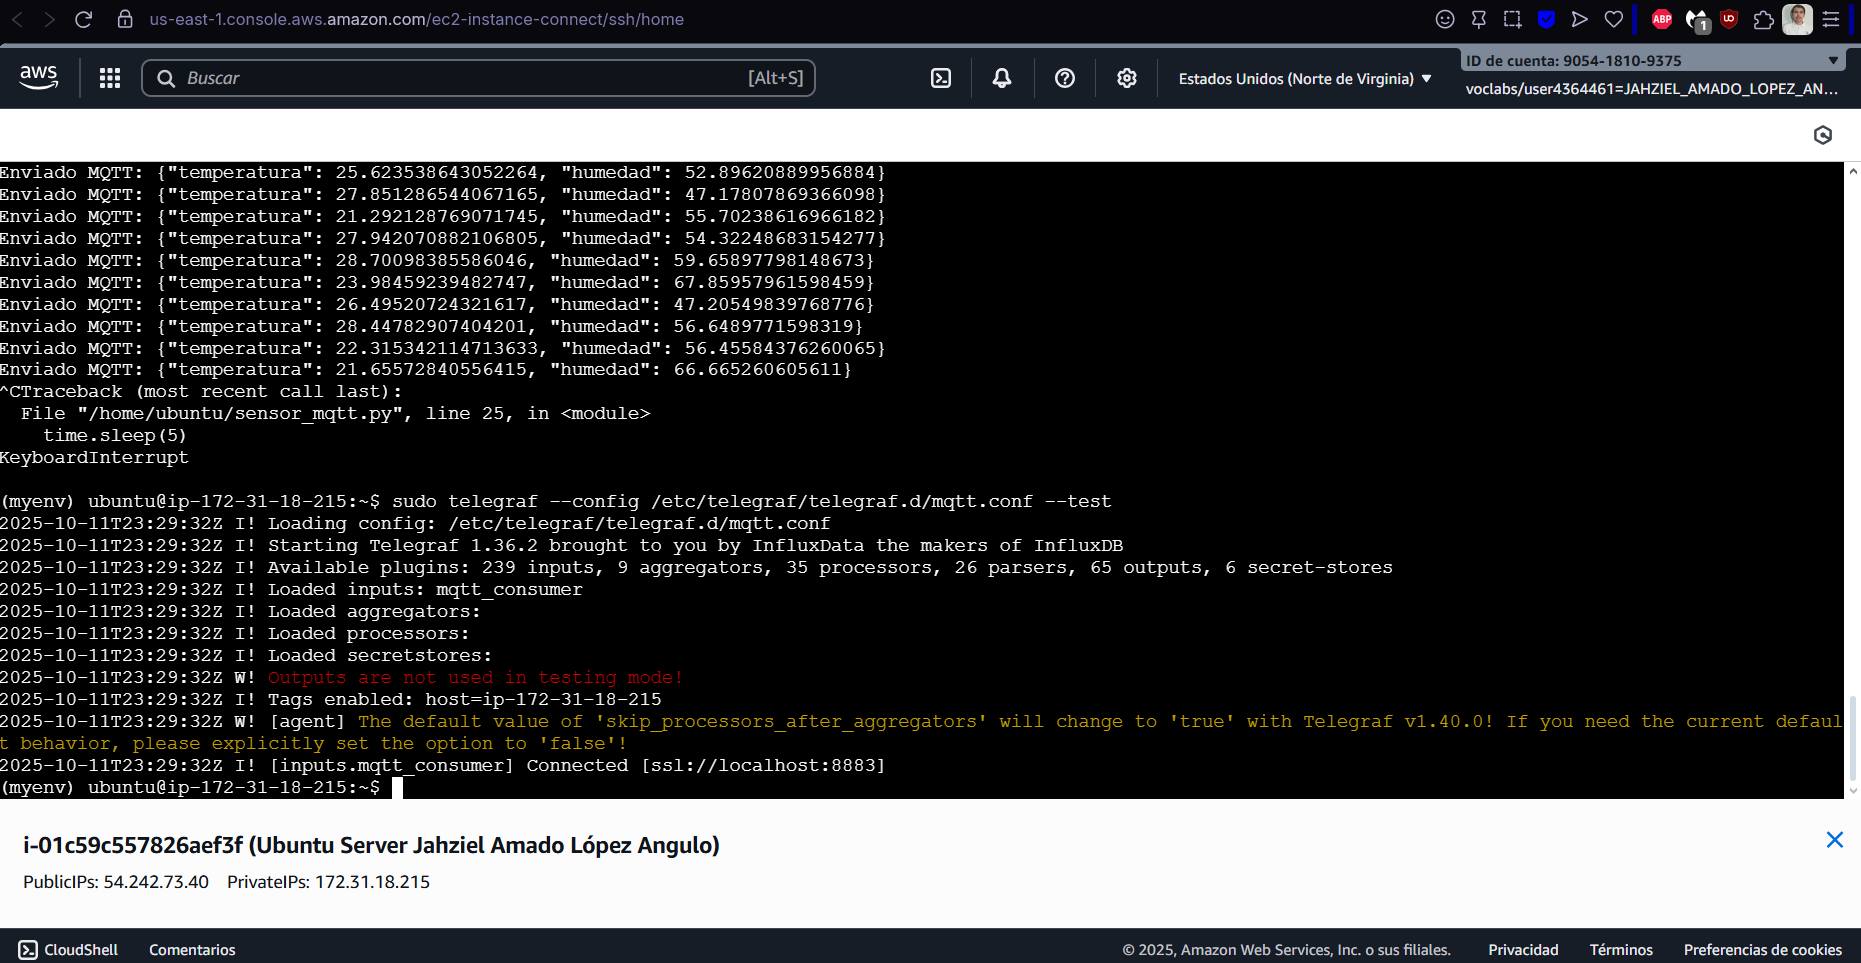 us-east-1.console.aws.amazon.com/ec2-instance-connect/ssh/home
ABP
1
UD
aws
Buscar
[Alt+S]
Estados Unidos (Norte de Virginia)
ID de cuenta: 9054-1810-9375
voclabs/user4364461=JAHZIEL_AMADO_LOPEZ_AN...
Enviado MQTT: {"temperatura": 25.623538643052264, "humedad": 52.89620889956884}
Enviado MQTT: {"temperatura": 27.851286544067165, "humedad": 47.17807869366098}
Enviado MQTT: {"temperatura": 21.292128769071745, "humedad": 55.70238616966182}
Enviado MQTT: {"temperatura": 27.942070882106805, "humedad": 54.32248683154277}
Enviado MQTT: {"temperatura": 28.70098385586046, "humedad": 59.65897798148673}
Enviado MQTT: {"temperatura": 23.98459239482747, "humedad": 67.85957961598459}
Enviado MQTT: {"temperatura": 26.49520724321617, "humedad": 47.20549839768776}
Enviado MQTT: {"temperatura": 28.44782907404201, "humedad": 56.6489771598319}
Enviado MQTT: {"temperatura": 22.315342114713633, "humedad": 56.45584376260065}
Enviado MQTT: {"temperatura": 21.65572840556415, "humedad": 66.665260605611}
^CTraceback (most recent call last):
File "/home/ubuntu/sensor_mqtt.py", line 25, in <module>
time.sleep(5)
KeyboardInterrupt
(myenv) ubuntu@ip-172-31-18-215:~$ sudo telegraf --config /etc/telegraf/telegraf.d/mqtt.conf --test
2025-10-11T23:29:32Z I! Loading config: /etc/telegraf/telegraf.d/mqtt.conf
2025-10-11T23:29:32Z I! Starting Telegraf 1.36.2 brought to you by InfluxData the makers of InfluxDB
2025-10-11T23:29:32Z I! Available plugins: 239 inputs, 9 aggregators, 35 processors, 26 parsers, 65 outputs, 6 secret-stores
2025-10-11T23:29:32Z I! Loaded inputs: mqtt_consumer
2025-10-11T23:29:32Z I! Loaded aggregators:
2025-10-11T23:29:32Z I! Loaded processors:
2025-10-11T23:29:32Z I! Loaded secretstores:
2025-10-11T23:29:32Z W! Outputs are not used in testing mode!
2025-10-11T23:29:32Z I! Tags enabled: host=ip-172-31-18-215
2025-10-11T23:29:32Z W! [agent] The default value of 'skip_processors_after_aggregators' will change to 'true' with Telegraf v1.40.0! If you need the current defaul
t behavior, please explicitly set the option to 'false'!
2025-10-11T23:29:32Z I! [inputs.mqtt_consumer] Connected [ssl://localhost:8883]
(myenv) ubuntu@ip-172-31-18-215:~$
i-01c59c557826aef3f (Ubuntu Server Jahziel Amado López Angulo)
PublicIPs: 54.242.73.40 PrivateIPs: 172.31.18.215
CloudShell
Comentarios
© 2025, Amazon Web Services, Inc. o sus filiales.
Privacidad
Términos
Preferencias de cookies